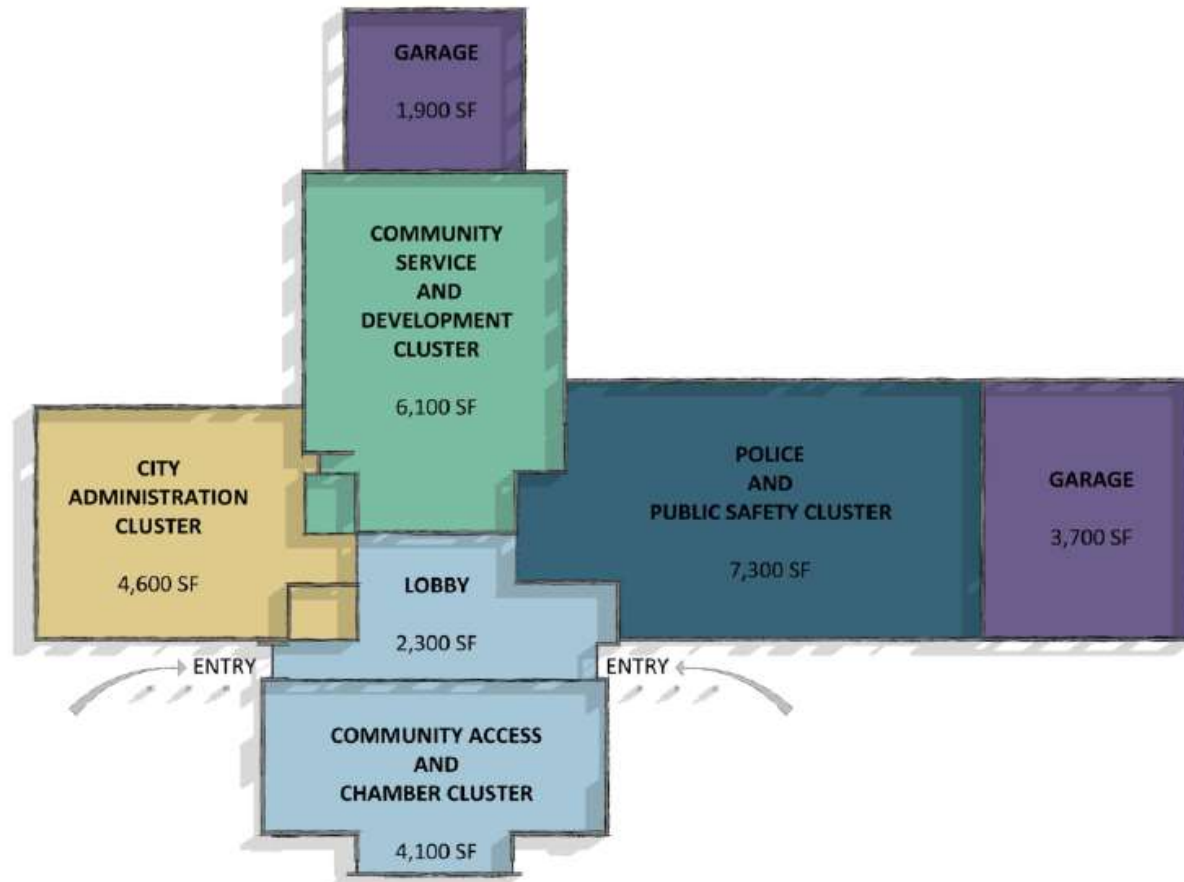 GARAGE
1,900 SF
COMMUNITY
SERVICE
AND
DEVELOPMENT
CLUSTER
6,100 SF
CITY
ADMINISTRATION
CLUSTER
4,600 SF
POLICE
AND
PUBLIC SAFETY CLUSTER
7,300 SF
GARAGE
3,700 SF
LOBBY
2,300 SF
ENTRY
ENTRY
COMMUNITY ACCESS
AND
CHAMBER CLUSTER
4,100 SF